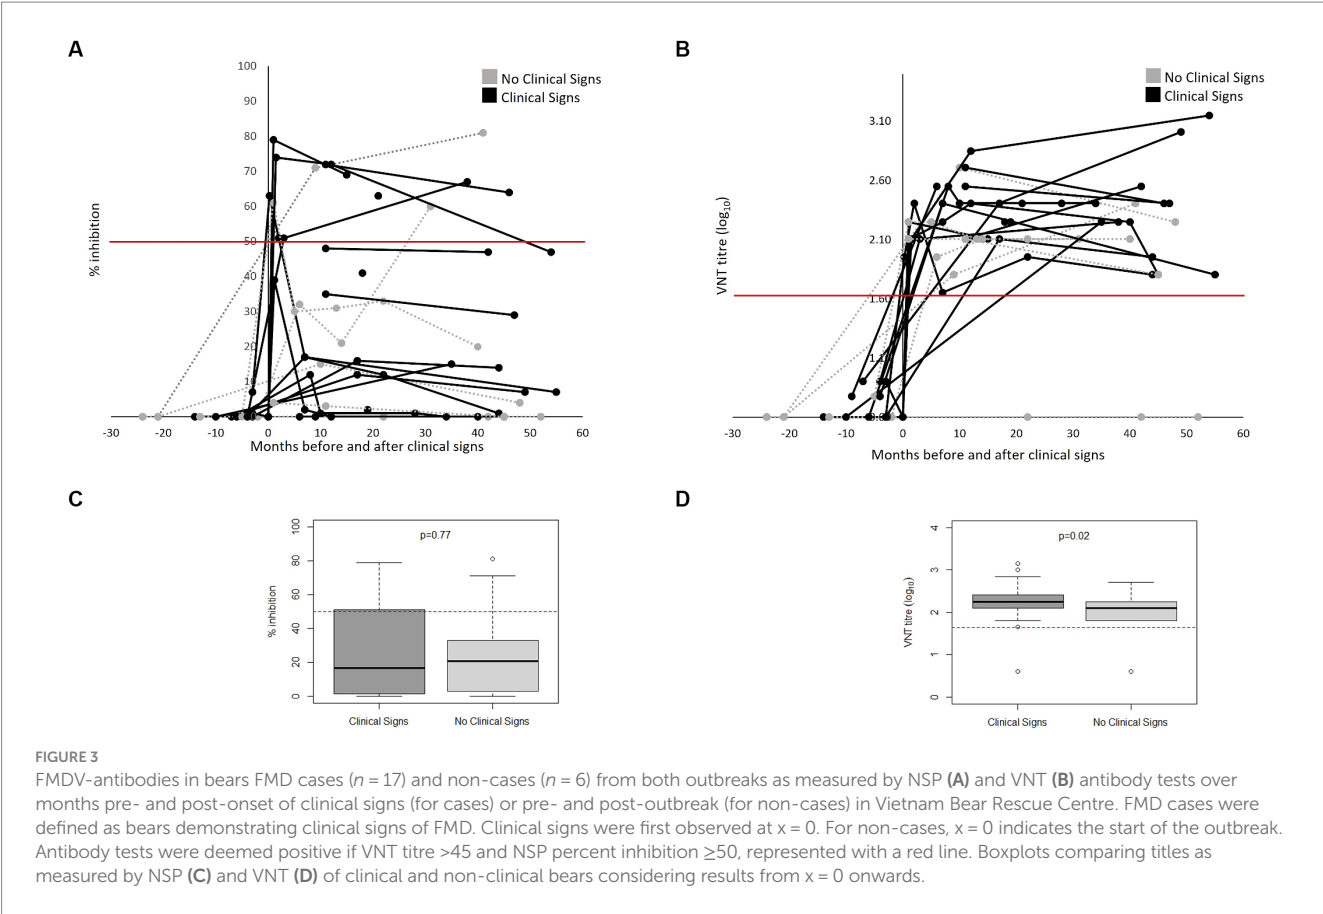 A
100
90
80
70
60
50
40
30
20
10
% inhibition
No Clinical Signs
Clinical Signs
-30 -20 -10 0 10 20 30 40 50 60
Months before and after clinical signs
B
3.10
2.60
2.10
1.60
VNT titre (log10)
No Clinical Signs
Clinical Signs
-30 -20 -10 0 10 20 30 40 50 60
Months before and after clinical signs
C
p=0.77
100
80
60
40
20
0
% inhibition
Clinical Signs No Clinical Signs
D
p=0.02
4
3
2
1
0
VNT titre (log10)
Clinical Signs No Clinical Signs
FIGURE 3
FMDV-antibodies in bears FMD cases (n = 17) and non-cases (n = 6) from both outbreaks as measured by NSP (A) and VNT (B) antibody tests over
months pre- and post-onset of clinical signs (for cases) or pre- and post-outbreak (for non-cases) in Vietnam Bear Rescue Centre. FMD cases were
defined as bears demonstrating clinical signs of FMD. Clinical signs were first observed at x = 0. For non-cases, x = 0 indicates the start of the outbreak.
Antibody tests were deemed positive if VNT titre >45 and NSP percent inhibition ≥50, represented with a red line. Boxplots comparing titles as
measured by NSP (C) and VNT (D) of clinical and non-clinical bears considering results from x = 0 onwards.